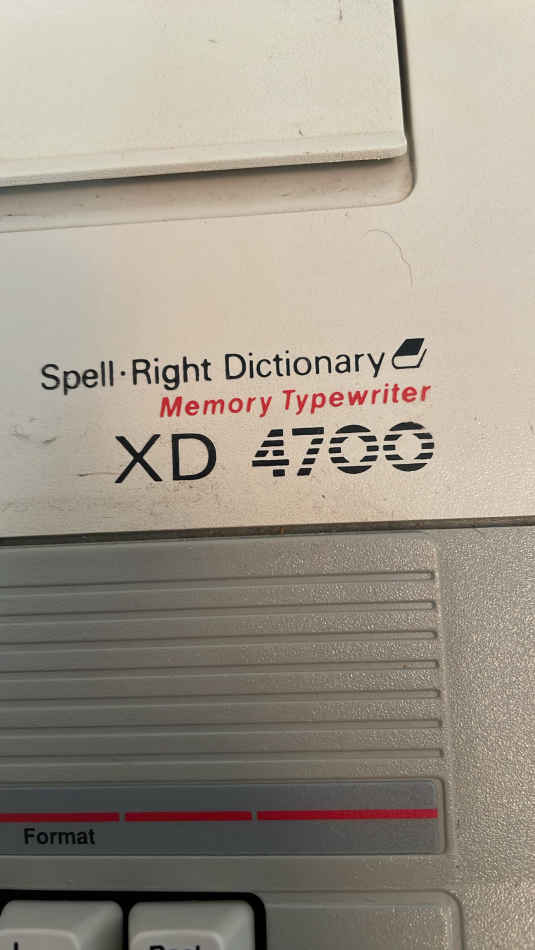 Spell·Right Dictionary
Memory Typewriter
XD 4700
Format